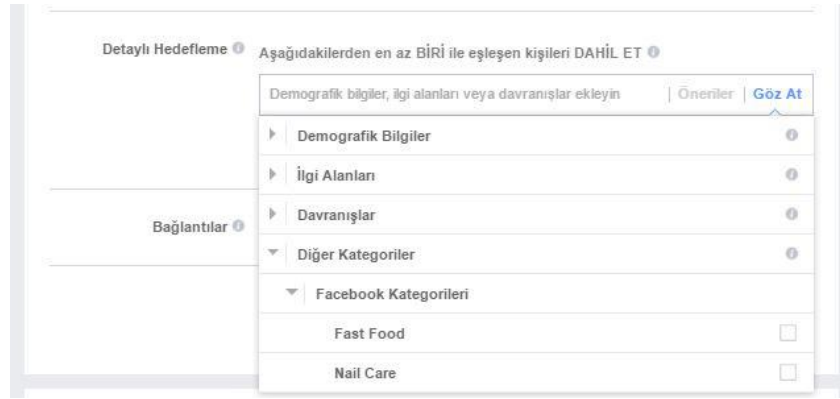 Detaylı Hedefleme
Aşağıdakilerden en az BİRİ ile eşleşen kişileri DAHİL ET
Demografik bilgiler, ilgi alanları veya davranışlar ekleyin | Öneriler | Göz At
Demografik Bilgiler
İlgi Alanları
Davranışlar
Bağlantılar
Diğer Kategoriler
Facebook Kategorileri
Fast Food
Nail Care